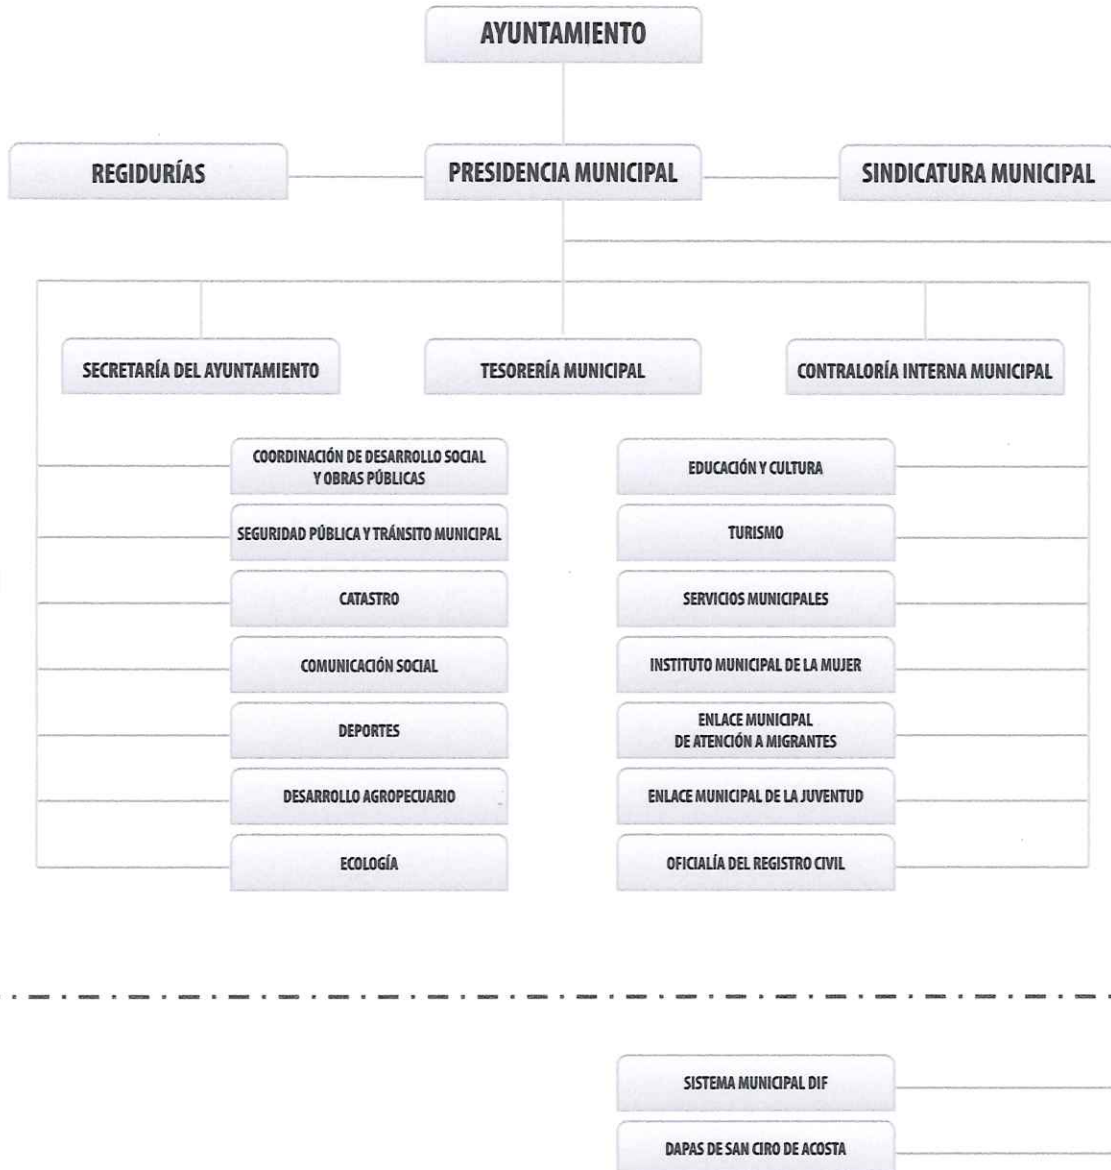 AYUNTAMIENTO
REGIDURÍAS
PRESIDENCIA MUNICIPAL
SINDICATURA MUNICIPAL
SECRETARÍA DEL AYUNTAMIENTO
TESORERÍA MUNICIPAL
CONTRALORÍA INTERNA MUNICIPAL
COORDINACIÓN DE DESARROLLO SOCIAL
Y OBRAS PÚBLICAS
EDUCACIÓN Y CULTURA
SEGURIDAD PÚBLICA Y TRÁNSITO MUNICIPAL
TURISMO
CATASTRO
SERVICIOS MUNICIPALES
COMUNICACIÓN SOCIAL
INSTITUTO MUNICIPAL DE LA MUJER
DEPORTES
ENLACE MUNICIPAL
DE ATENCIÓN A MIGRANTES
DESARROLLO AGROPECUARIO
ENLACE MUNICIPAL DE LA JUVENTUD
ECOLOGÍA
OFICIALÍA DEL REGISTRO CIVIL
SISTEMA MUNICIPAL DIF
DAPAS DE SAN CIRO DE ACOSTA